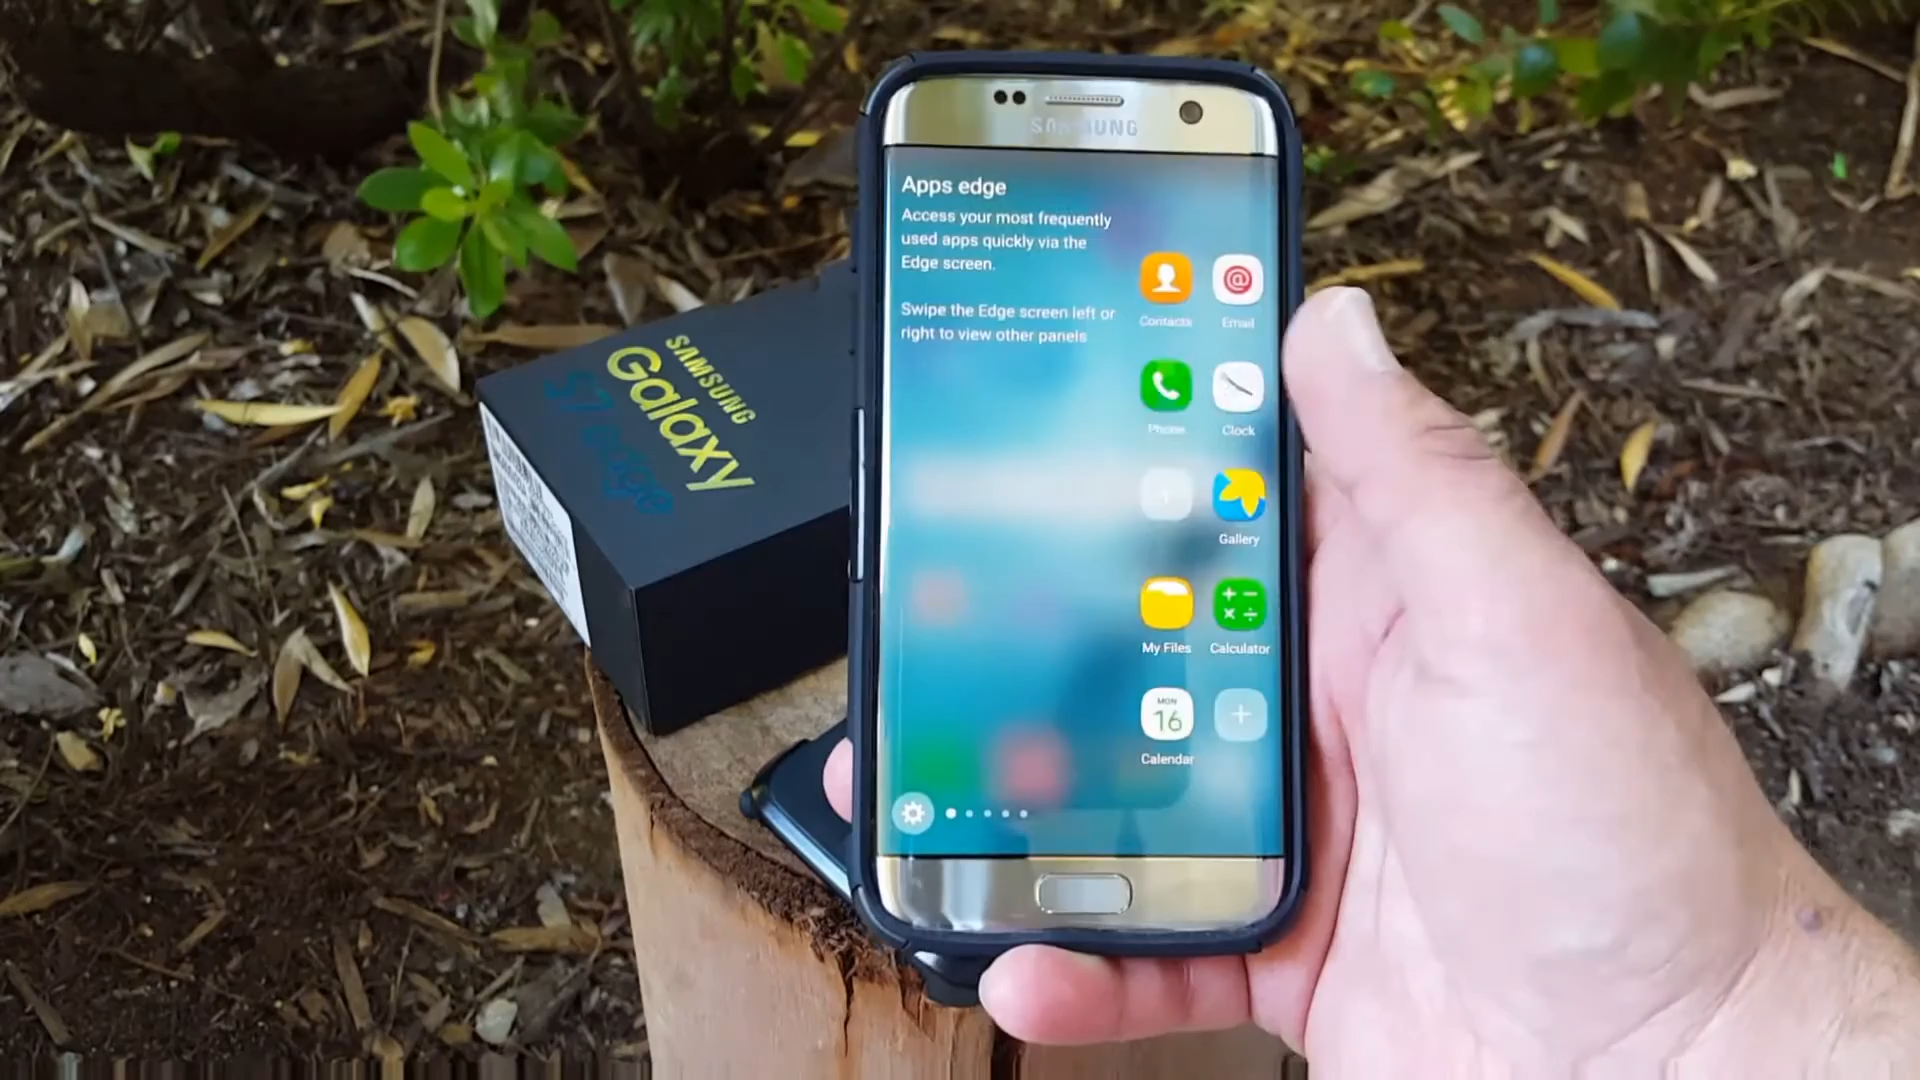 SAMSUNG
Apps edge
Access your most frequently
used apps quickly via the
Edge screen.
Swipe the Edge screen left or
right to view other panels
Contacts
Email
Phone
Clock
Gallery
My Files
Calculator
MON
16
Calendar
SAMSUNG
Galaxy
S7 edge